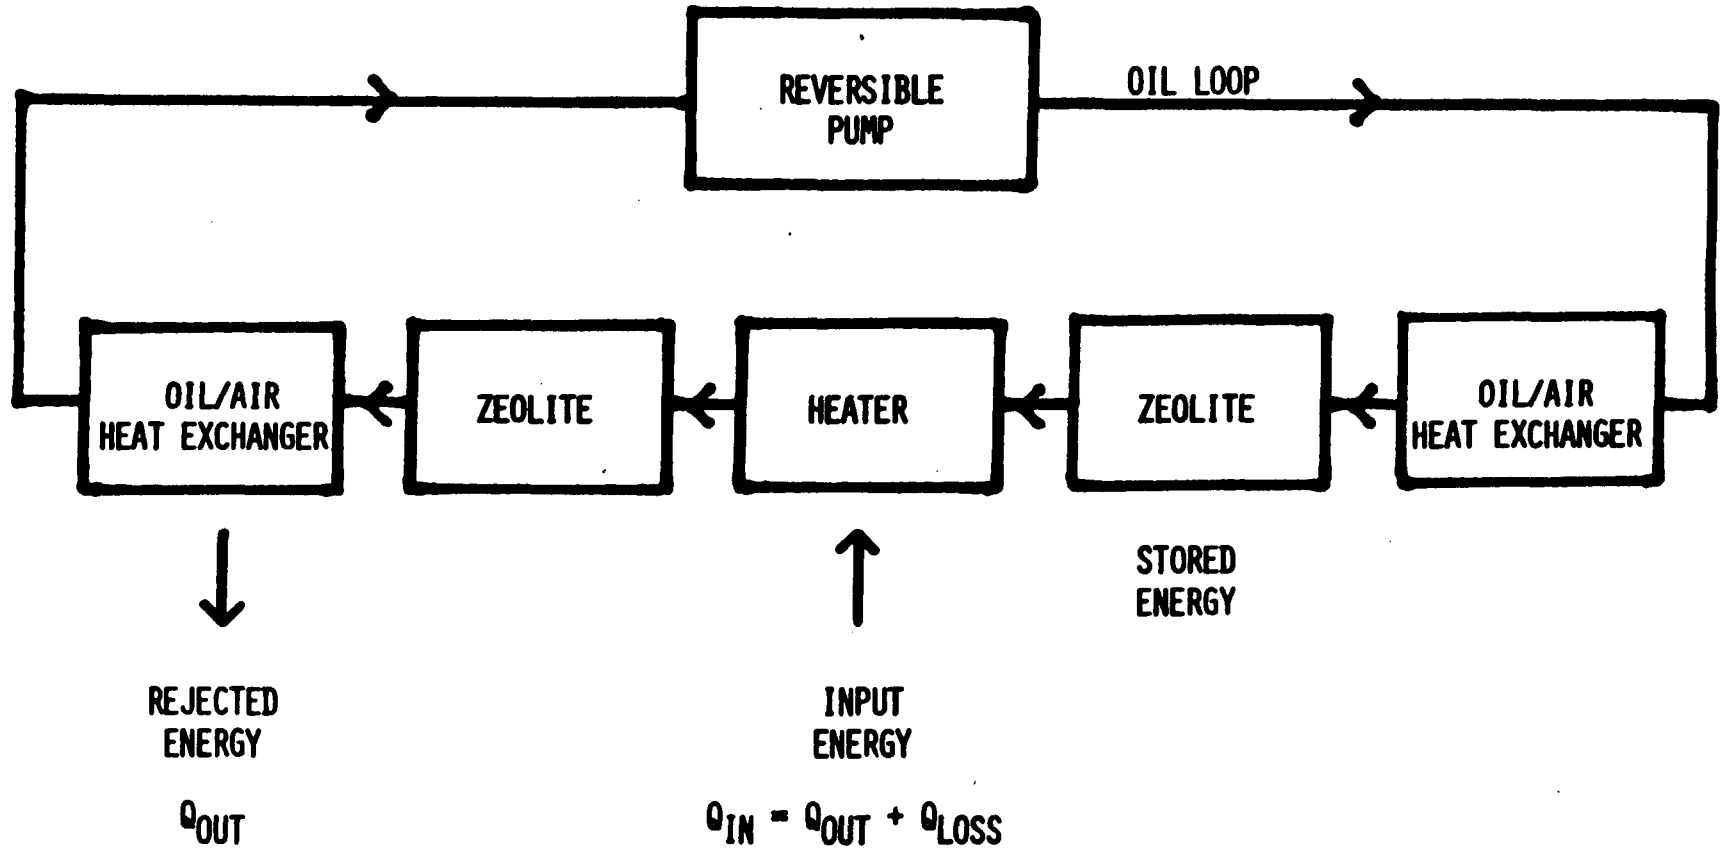 REVERSIBLE
PUMP
OIL LOOP
OIL/AIR
HEAT EXCHANGER
ZEOLITE
HEATER
ZEOLITE
OIL/AIR
HEAT EXCHANGER
STORED
ENERGY
REJECTED
ENERGY
INPUT
ENERGY
QOUT
QIN = QOUT + QLOSS